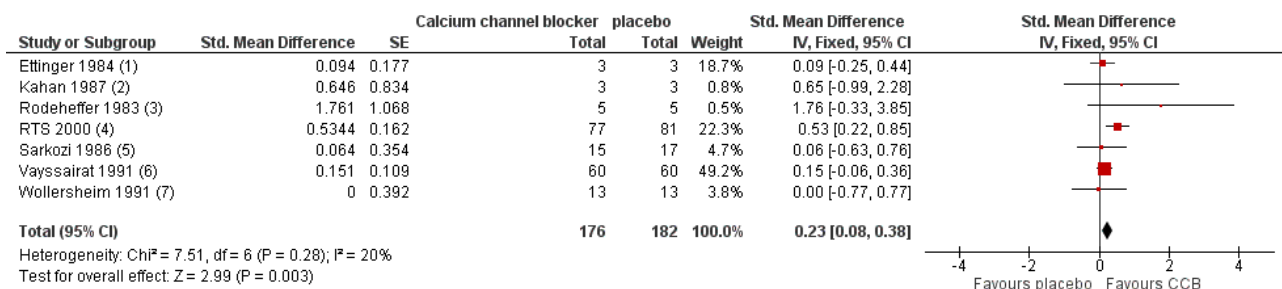 Calcium channel blocker placebo Std. Mean Difference Std. Mean Difference
Study or Subgroup Std. Mean Difference SE Total Total Weight IV, Fixed, 95% CI IV, Fixed, 95% CI
Ettinger 1984 (1) 0.094 0.177 3 3 18.7% 0.09 [-0.25, 0.44]
Kahan 1987 (2) 0.646 0.834 3 3 0.8% 0.65 [-0.99, 2.28]
Rodeheffer 1983 (3) 1.761 1.068 5 5 0.5% 1.76 [-0.33, 3.85]
RTS 2000 (4) 0.5344 0.162 77 81 22.3% 0.53 [0.22, 0.85]
Sarkozi 1986 (5) 0.064 0.354 15 17 4.7% 0.06 [-0.63, 0.76]
Vayssairat 1991 (6) 0.151 0.109 60 60 49.2% 0.15 [-0.06, 0.36]
Wollersheim 1991 (7) 0 0.392 13 13 3.8% 0.00 [-0.77, 0.77]
Total (95% CI) 176 182 100.0% 0.23 [0.08, 0.38]
Heterogeneity: Chi² = 7.51, df = 6 (P = 0.28); I² = 20%
Test for overall effect: Z = 2.99 (P = 0.003)
-4 -2 0 2 4
Favours placebo Favours CCB